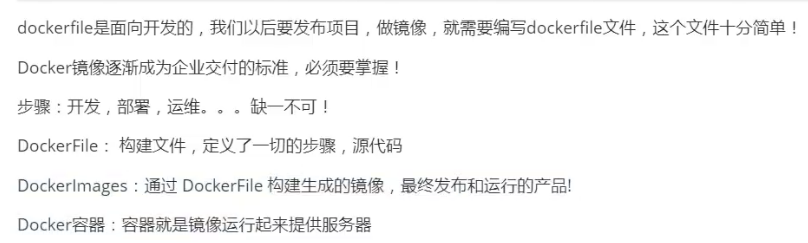 dockerfile是面向开发的，我们以后要发布项目，做镜像，就需要编写dockerfile文件，这个文件十分简单！
Docker镜像逐渐成为企业交付的标准，必须要掌握！
步骤：开发，部署，运维。。。缺一不可！
DockerFile： 构建文件，定义了一切的步骤，源代码
DockerImages：通过 DockerFile 构建生成的镜像，最终发布和运行的产品!
Docker容器：容器就是镜像运行起来提供服务器